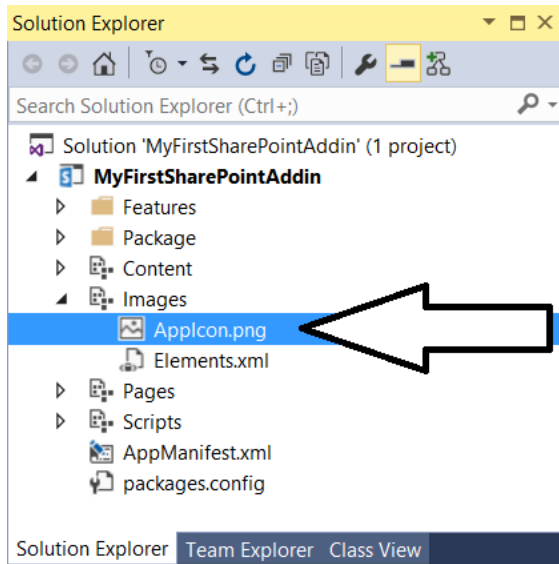 Solution Explorer
Search Solution Explorer (Ctrl+;)
Solution 'MyFirstSharePointAddin' (1 project)
MyFirstSharePointAddin
Features
Package
Content
Images
AppIcon.png
Elements.xml
Pages
Scripts
AppManifest.xml
packages.config
Solution Explorer Team Explorer Class View